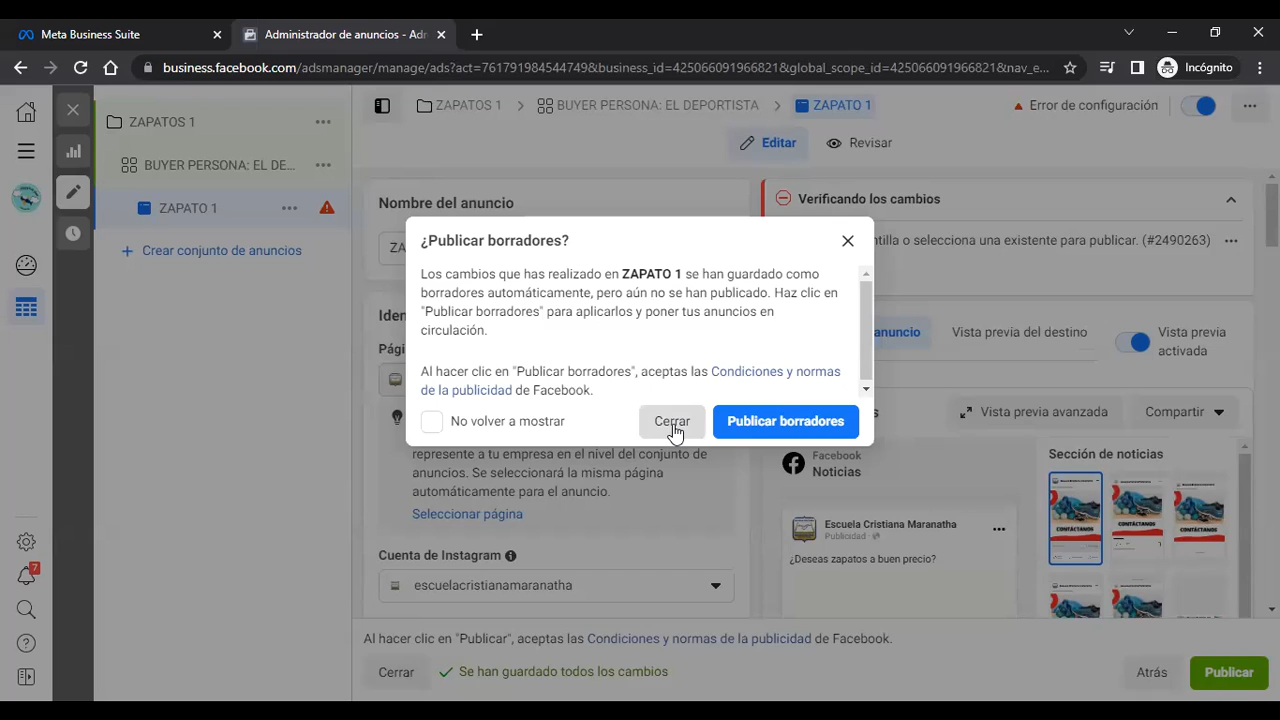 Meta Business Suite
Administrador de anuncios - Adr
business.facebook.com/adsmanager/manage/ads?act=761791984544749&business_id=425066091966821&global_scope_id=425066091966821&nav_e...
Incógnito
ZAPATOS 1
BUYER PERSONA: EL DE...
ZAPATO 1
Crear conjunto de anuncios
7
ZAPATOS 1
BUYER PERSONA: EL DEPORTISTA
ZAPATO 1
Error de configuración
Editar
Revisar
Nombre del anuncio
ZA
Verificando los cambios
ntilla o selecciona una existente para publicar. (#2490263)
¿Publicar borradores?
Los cambios que has realizado en ZAPATO 1 se han guardado como
borradores automáticamente, pero aún no se han publicado. Haz clic en
"Publicar borradores" para aplicarlos y poner tus anuncios en
circulación.
Al hacer clic en "Publicar borradores", aceptas las Condiciones y normas
de la publicidad de Facebook.
No volver a mostrar
Cerrar
Publicar borradores
Iden
Pági
represente a tu empresa en el nivel del conjunto de
anuncios. Se seleccionará la misma página
automáticamente para el anuncio.
Seleccionar página
Cuenta de Instagram
escuelacristianamaranatha
anuncio
Vista previa del destino
Vista previa
activada
s
Vista previa avanzada
Compartir
Facebook
Noticias
Sección de noticias
CONTÁCTANOS
CONTÁCTANOS
CONTÁCTANOS
Escuela Cristiana Maranatha
Publicidad
¿Deseas zapatos a buen precio?
Al hacer clic en "Publicar", aceptas las Condiciones y normas de la publicidad de Facebook.
Cerrar
Se han guardado todos los cambios
Atrás
Publicar